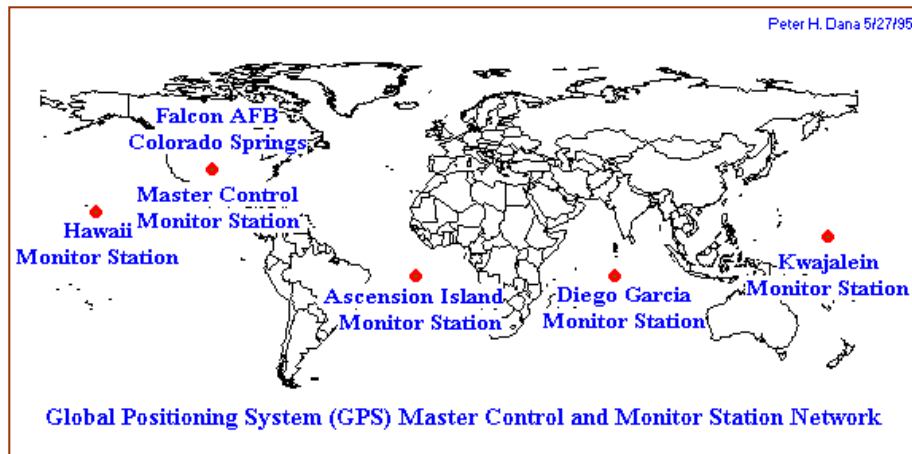 Peter H. Dana 5/27/95
Falcon AFB
Colorado Springs
Master Control
Monitor Station
Hawaii
Monitor Station
Ascension Island
Monitor Station
Diego Garcia
Monitor Station
Kwajalein
Monitor Station
Global Positioning System (GPS) Master Control and Monitor Station Network